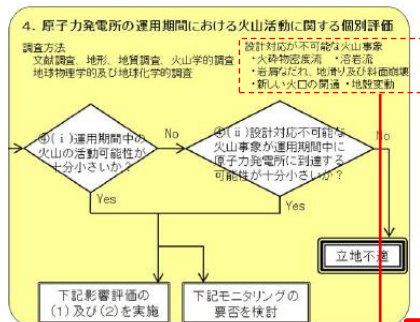 4. 原子力発電所の運用期間における火山活動に関する個別評価
調査方法
文献調査、地形、地質調査、火山学的調査
地球物理学的及び地球化学的調査
設計対応が不可能な火山事象
・火砕物密度流 ・溶岩流
・岩屑なだれ、地滑り及び斜面崩壊
・新しい火口の開通 ・地殻変動
④(ⅰ)運用期間中の
火山の活動可能性が
十分小さいか?
No
④(ⅱ)設計対応不可能な
火山事象が運用期間中に
原子力発電所に到達する
可能性が十分小さいか?
No
Yes
Yes
立地不適
下記影響評価の
(1)及び(2)を実施
下記モニタリングの
要否を検討